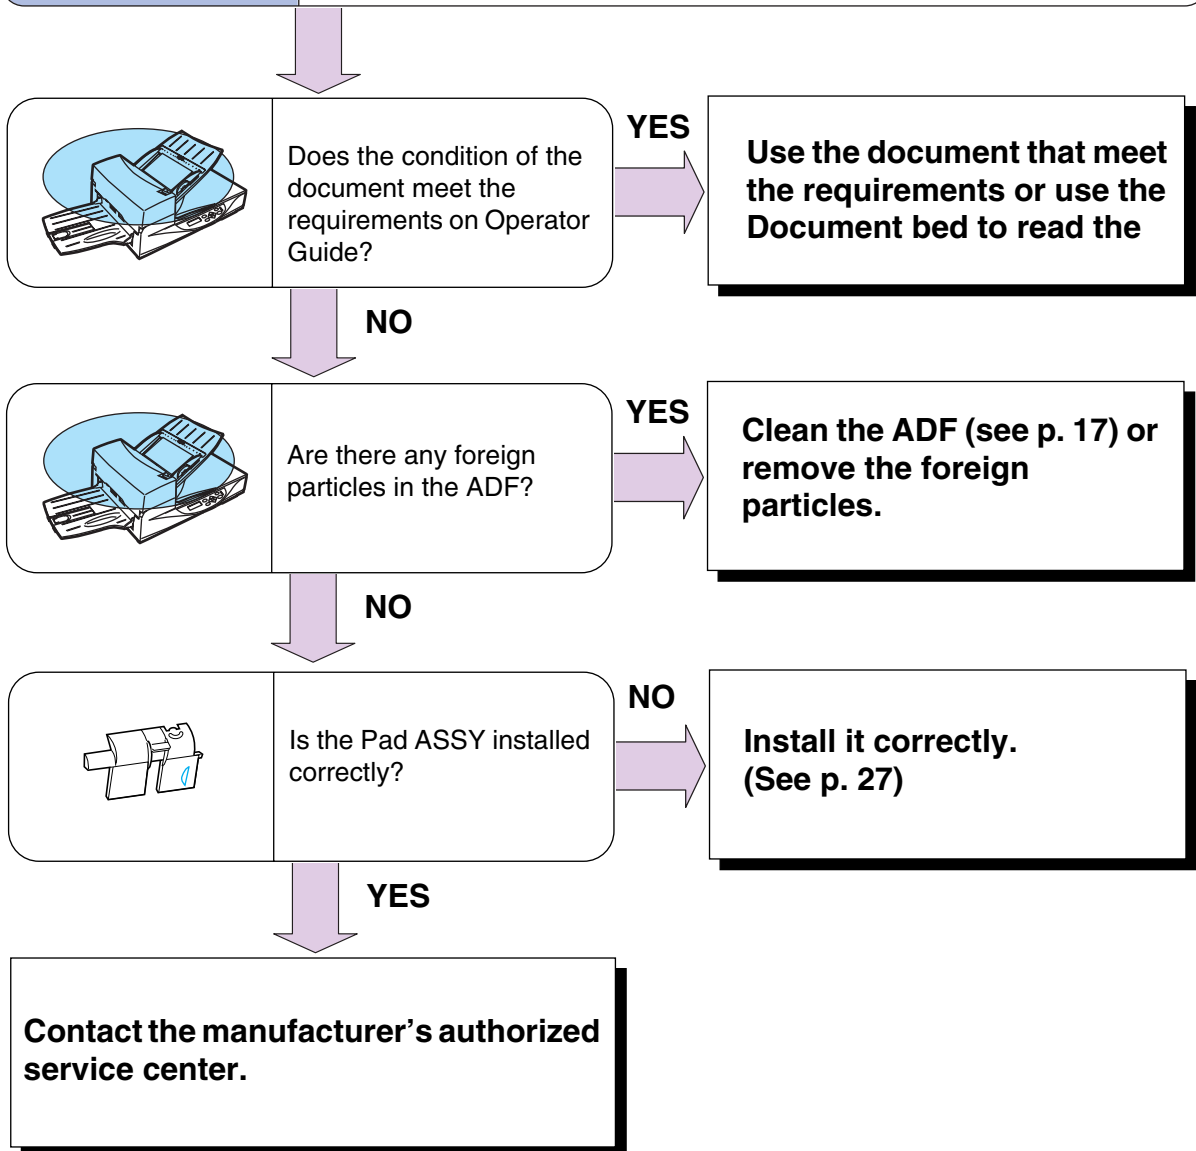 Does the condition of the
document meet the
requirements on Operator
Guide?
YES
Use the document that meet
the requirements or use the
Document bed to read the
NO
Are there any foreign
particles in the ADF?
YES
Clean the ADF (see p. 17) or
remove the foreign
particles.
NO
Is the Pad ASSY installed
correctly?
NO
Install it correctly.
(See p. 27)
YES
Contact the manufacturer’s authorized
service center.